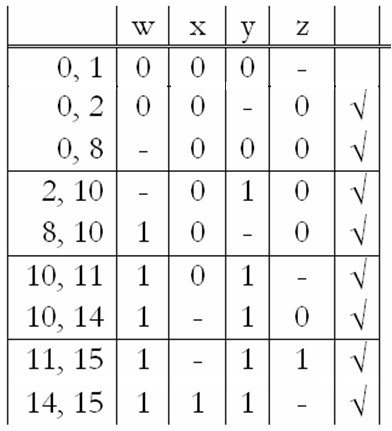 w x y z
0, 1 0 0 0 -
0, 2 0 0 - 0 √
0, 8 - 0 0 0 √
2, 10 - 0 1 0 √
8, 10 1 0 - 0 √
10, 11 1 0 1 - √
10, 14 1 - 1 0 √
11, 15 1 - 1 1 √
14, 15 1 1 1 - √